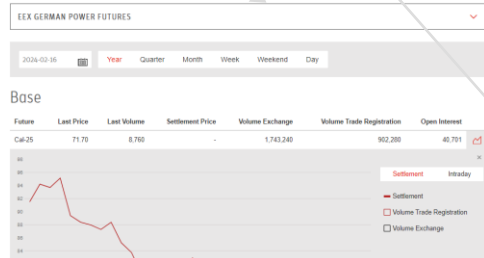 EEX GERMAN POWER FUTURES
2024-02-16 Year Quarter Month Week Weekend Day
Base
Future Last Price Last Volume Settlement Price Volume Exchange Volume Trade Registration Open Interest
Cal-25 71.70 8,760 - 1,743,240 902,280 40,701
Settlement Intraday
Settlement
Volume Trade Registration
Volume Exchange